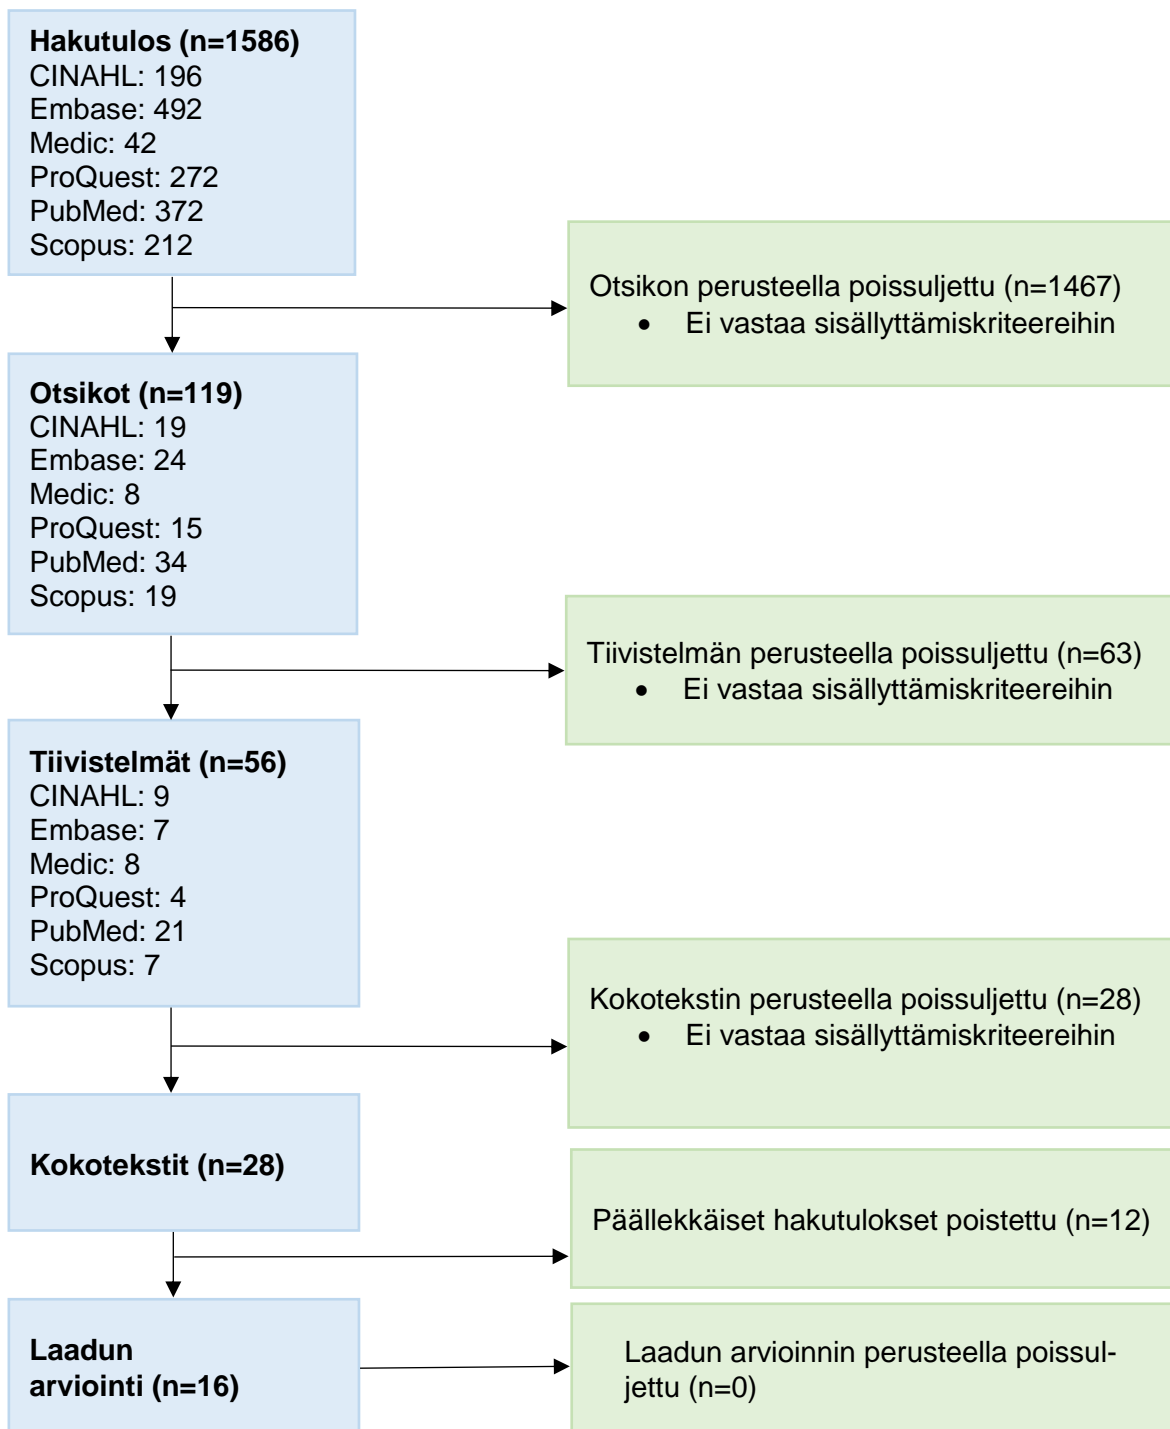 Hakutulos (n=1586)
CINAHL: 196
Embase: 492
Medic: 42
ProQuest: 272
PubMed: 372
Scopus: 212
Otsikon perusteella poissuljettu (n=1467)
• Ei vastaa sisällyttämiskriteereihin
Otsikot (n=119)
CINAHL: 19
Embase: 24
Medic: 8
ProQuest: 15
PubMed: 34
Scopus: 19
Tiivistelmän perusteella poissuljettu (n=63)
• Ei vastaa sisällyttämiskriteereihin
Tiivistelmät (n=56)
CINAHL: 9
Embase: 7
Medic: 8
ProQuest: 4
PubMed: 21
Scopus: 7
Kokotekstin perusteella poissuljettu (n=28)
• Ei vastaa sisällyttämiskriteereihin
Kokotekstit (n=28)
Päällekkäiset hakutulokset poistettu (n=12)
Laadun
arviointi (n=16)
Laadun arvioinnin perusteella poissul-
jettu (n=0)